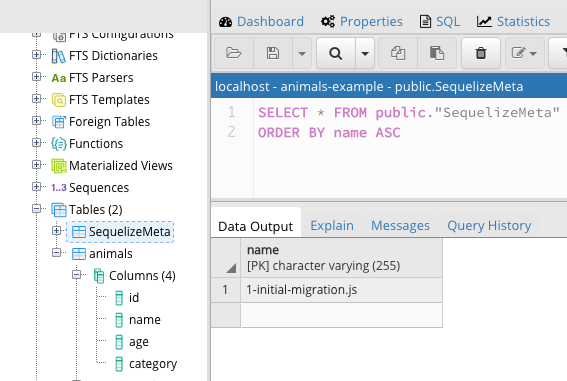 FTS Configurations
FTS Dictionaries
Aa FTS Parsers
FTS Templates
Foreign Tables
Functions
Materialized Views
1..3 Sequences
Tables (2)
SequelizeMeta
animals
Columns (4)
id
name
age
category
Dashboard Properties SQL Statistics
localhost - animals-example - public.SequelizeMeta
1 SELECT * FROM public."SequelizeMeta"
2 ORDER BY name ASC
Data Output Explain Messages Query History
name
[PK] character varying (255)
1 1-initial-migration.js